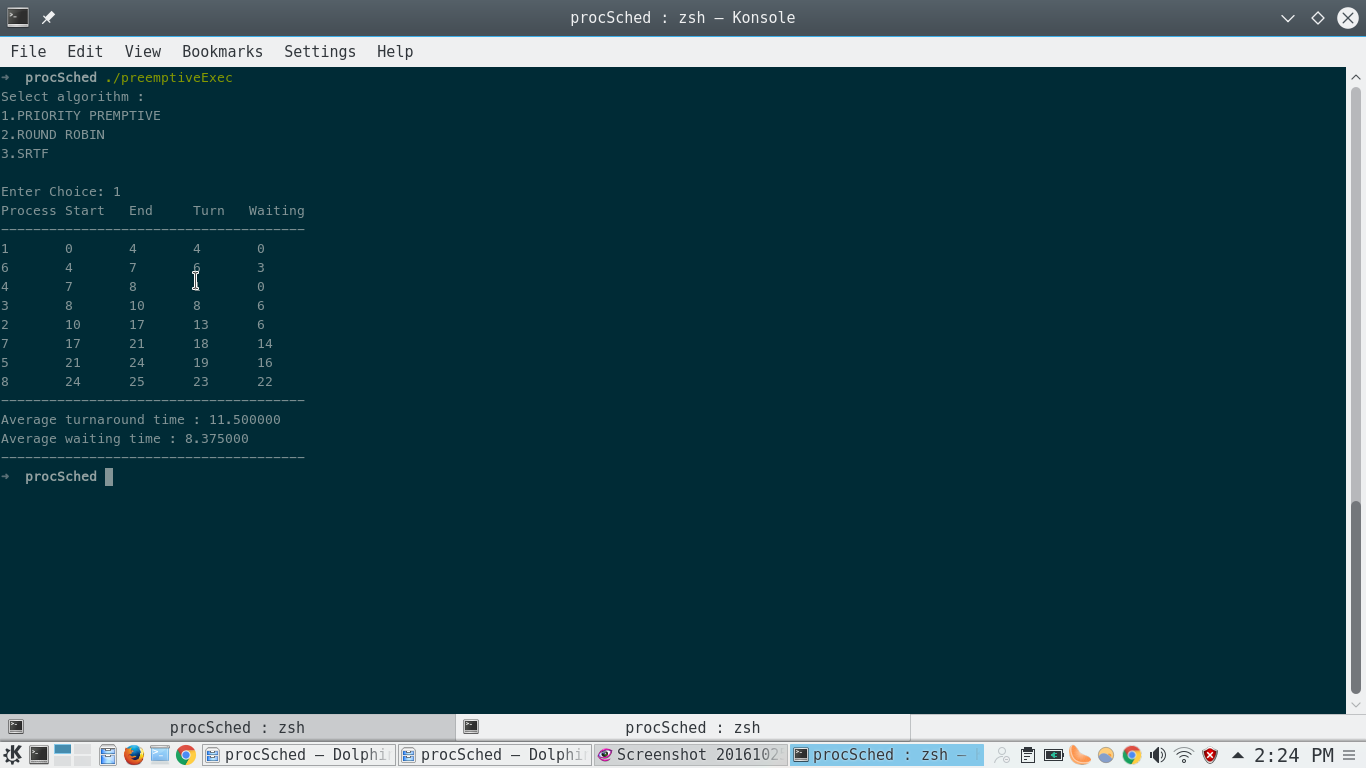 procSched : zsh — Konsole
File Edit View Bookmarks Settings Help
➜ procSched ./preemptiveExec
Select algorithm :
1.PRIORITY PREMPTIVE
2.ROUND ROBIN
3.SRTF
Enter Choice: 1
Process Start End Turn Waiting
1 0 4 4 0
6 4 7 6 3
4 7 8 0
3 8 10 8 6
2 10 17 13 6
7 17 21 18 14
5 21 24 19 16
8 24 25 23 22
Average turnaround time : 11.500000
Average waiting time : 8.375000
➜ procSched
procSched : zsh procSched : zsh
procSched — Dolphi procSched — Dolphi Screenshot 2016102 procSched : zsh — 2:24 PM